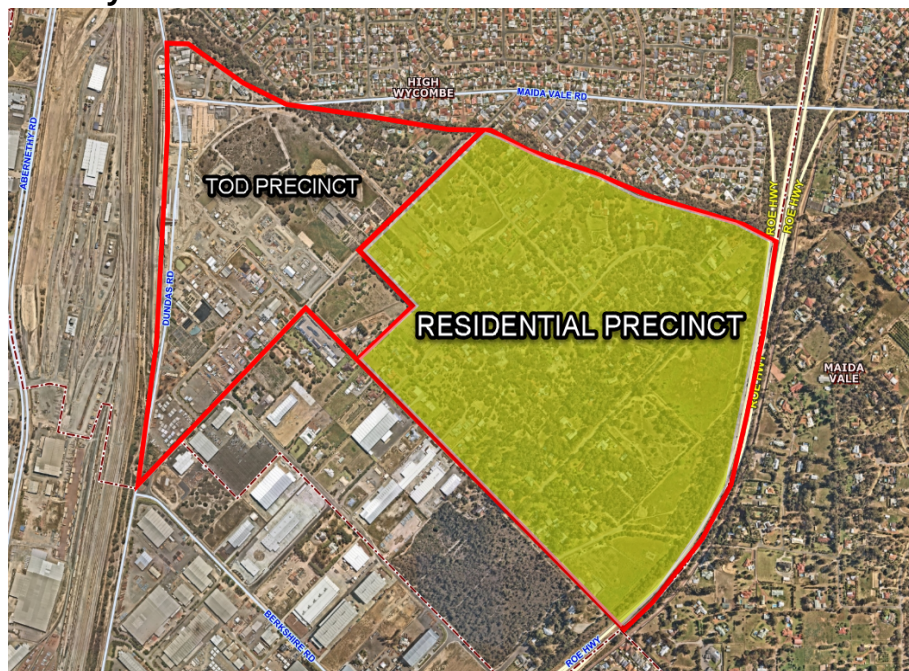 HIGH
WYCOMBE
MAIDA VALE RD
ABERNETHY RD
TOD PRECINCT
ROE HWY
ROE HWY
DUNDAS RD
RESIDENTIAL PRECINCT
ROE HWY
MAIDA
VALE
BERKSHIRE RD
ROE HWY